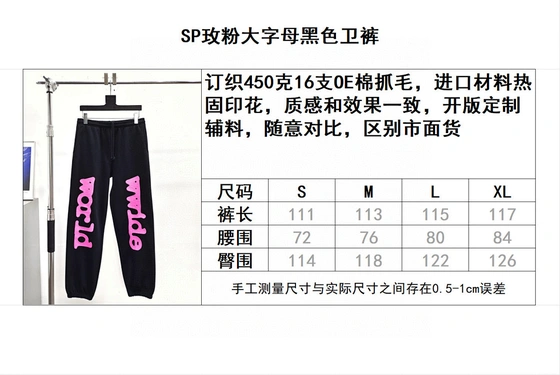 SP玫粉大字母黑色卫裤
订织450克16支OE棉抓毛，进口材料热
固印花，质感和效果一致，开版定制
辅料，随意对比，区别市面货
world
wwide
尺码 S M L XL
裤长 111 113 115 117
腰围 72 76 80 84
臀围 114 118 122 126
手工测量尺寸与实际尺寸之间存在0.5-1cm误差